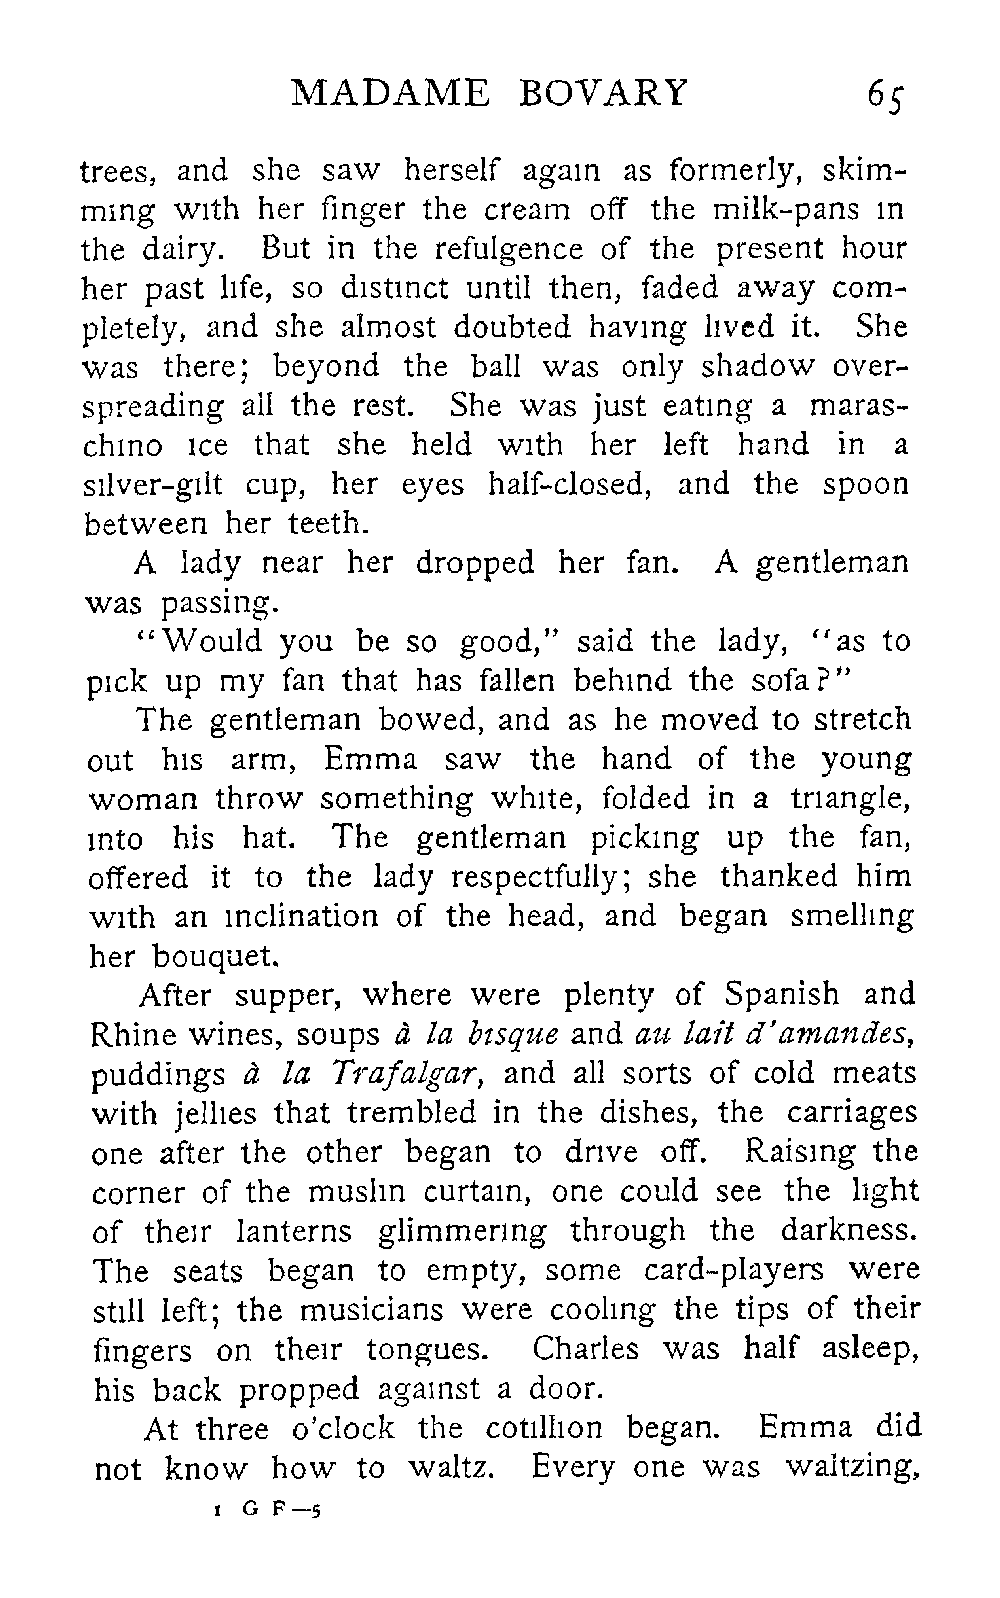 MADAME BOVARY 65
trees, and she saw herself again as formerly, skim-
ming with her finger the cream off the milk-pans in
the dairy. But in the refulgence of the present hour
her past life, so distinct until then, faded away com-
pletely, and she almost doubted having lived it. She
was there; beyond the ball was only shadow over-
spreading all the rest. She was just eating a maras-
chino ice that she held with her left hand in a
silver-gilt cup, her eyes half-closed, and the spoon
between her teeth.
A lady near her dropped her fan. A gentleman
was passing.
"Would you be so good," said the lady, "as to
pick up my fan that has fallen behind the sofa?"
The gentleman bowed, and as he moved to stretch
out his arm, Emma saw the hand of the young
woman throw something white, folded in a triangle,
into his hat. The gentleman picking up the fan,
offered it to the lady respectfully; she thanked him
with an inclination of the head, and began smelling
her bouquet.
After supper, where were plenty of Spanish and
Rhine wines, soups à la bisque and au lait d'amandes,
puddings à la Trafalgar, and all sorts of cold meats
with jellies that trembled in the dishes, the carriages
one after the other began to drive off. Raising the
corner of the muslin curtain, one could see the light
of their lanterns glimmering through the darkness.
The seats began to empty, some card-players were
still left; the musicians were cooling the tips of their
fingers on their tongues. Charles was half asleep,
his back propped against a door.
At three o'clock the cotillion began. Emma did
not know how to waltz. Every one was waltzing,
1 G F—5